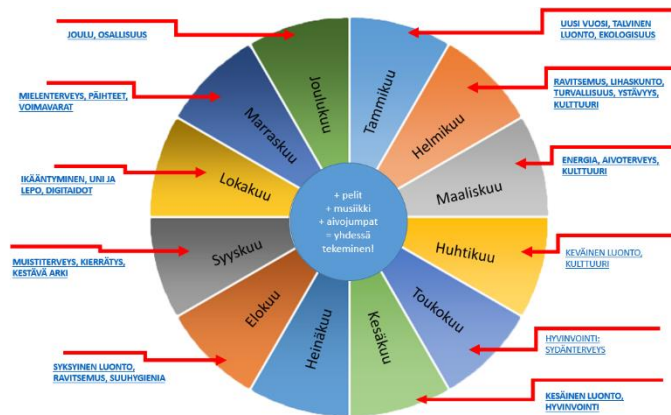 JOULU, OSALLISUUS
UUSI VUOSI, TALVINEN
LUONTO, EKOLOGISUUS
MIELENTERVEYS, PÄIHTEET,
VOIMAVARAT
RAVITSEMUS, LIHASKUNTO,
TURVALLISUUS, YSTÄVYYS,
KULTTUURI
IKÄÄNTYMINEN, UNI JA
LEPO, DIGITAIDOT
ENERGIA, AIVOTERVEYS,
KULTTUURI
MUISTITERVEYS, KIERRÄTYS,
KESTÄVÄ ARKI
KEVÄINEN LUONTO,
KULTTUURI
SYKSYINEN LUONTO,
RAVITSEMUS, SUUHYGIENIA
HYVINVOINTI:
SYDÄNTERVEYS
KESÄINEN LUONTO,
HYVINVOINTI
Tammikuu
Helmikuu
Maaliskuu
Huhtikuu
Toukokuu
Kesäkuu
Heinäkuu
Elokuu
Syyskuu
Lokakuu
Marraskuu
Joulukuu
+ pelit
+ musiikki
+ aivojumpat
= yhdessä
tekeminen!